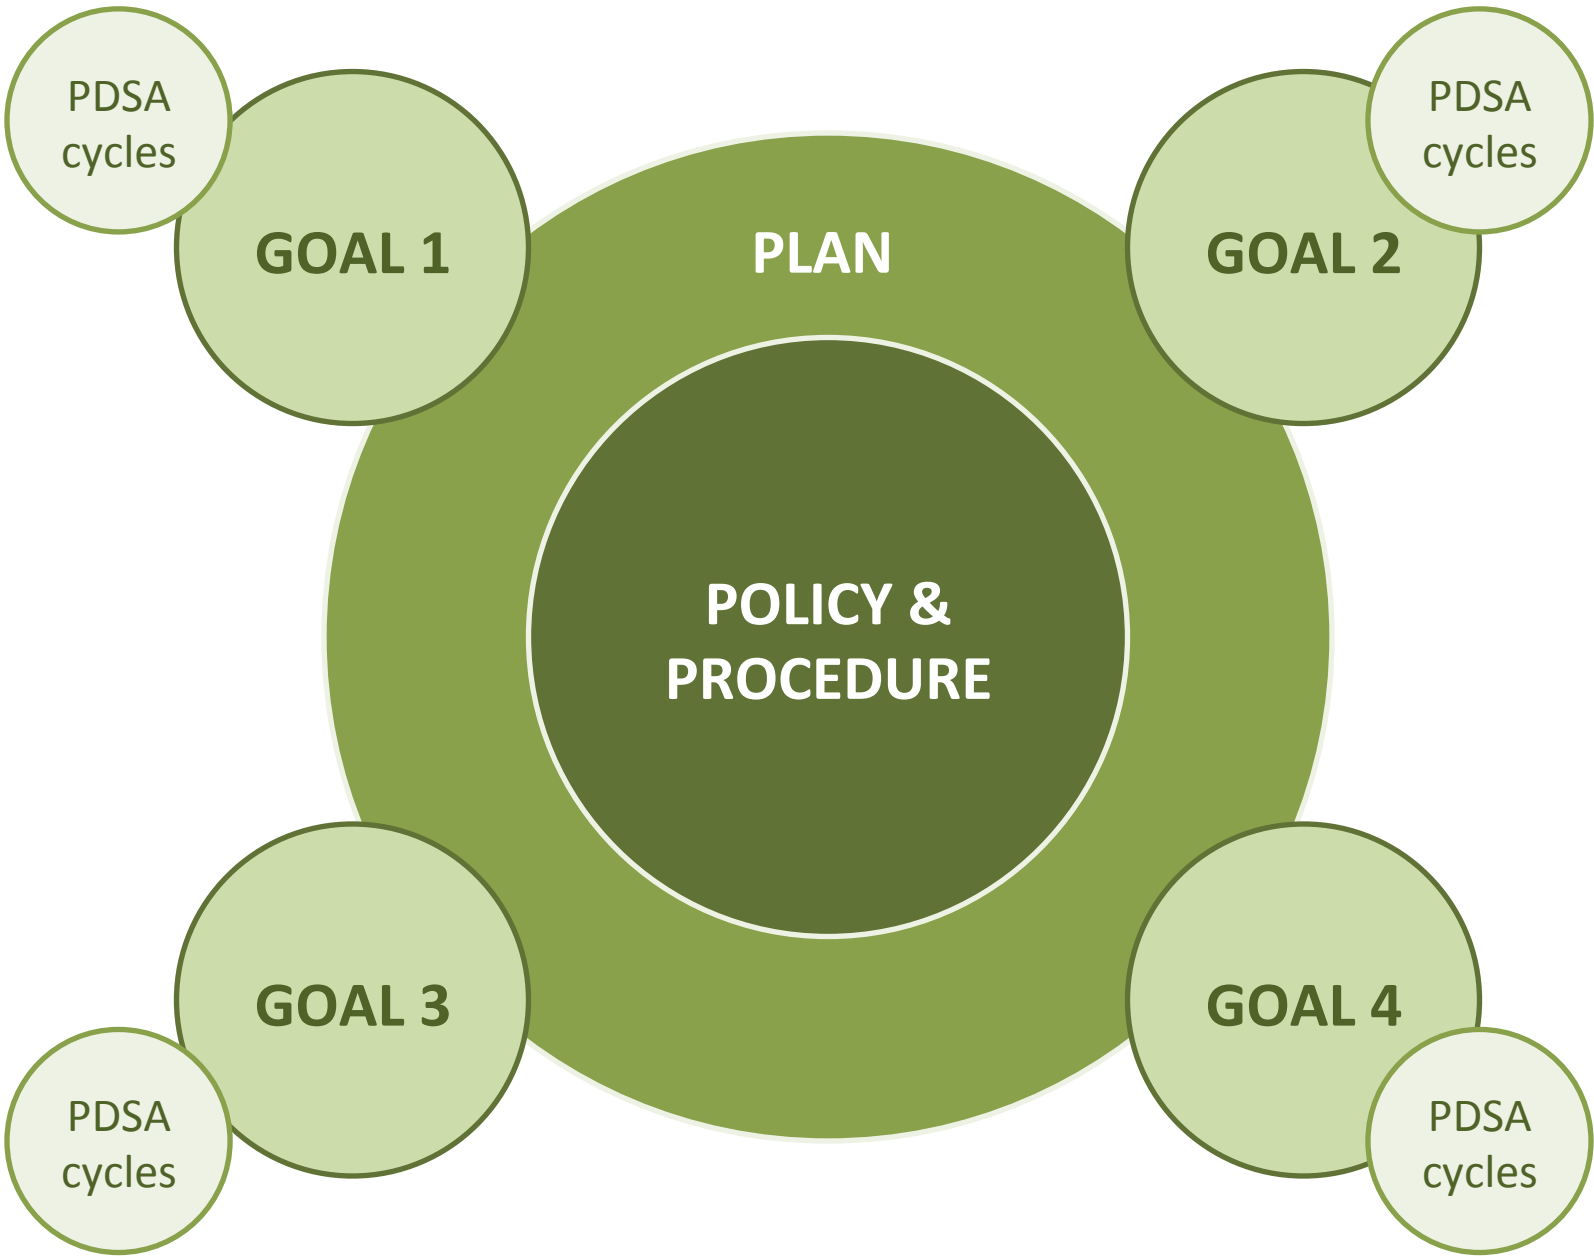 PDSA
cycles
GOAL 1
PLAN
PDSA
cycles
GOAL 2
POLICY &
PROCEDURE
GOAL 3
PDSA
cycles
GOAL 4
PDSA
cycles